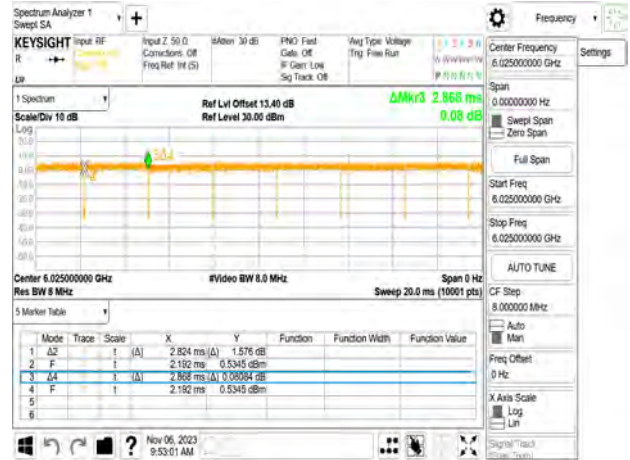 Spectrum Analyzer 1
Swept SA
Frequency
KEYSIGHT
Input: RF
Input Z: 50 Ω
#Atten: 30 dB
PNO: Fast
Avg Type: Voltage
R
Corrections: Off
Gate: Off
Trig: Free Run
Freq Ref: Int (S)
IF Gain: Low
Sig Track: Off
Center Frequency
6.025000000 GHz
Settings
1 Spectrum
Ref Lvl Offset 13.40 dB
ΔMkr3 2.868 ms
Scale/Div 10 dB
Ref Level 30.00 dBm
0.08 dB
Log
Span
0.00000000 Hz
Swept Span
Zero Span
Full Span
Start Freq
6.025000000 GHz
Stop Freq
6.025000000 GHz
AUTO TUNE
3Δ4
Center 6.025000000 GHz
#Video BW 8.0 MHz
Span 0 Hz
Res BW 8 MHz
Sweep 20.0 ms (10001 pts)
CF Step
8.000000 MHz
Auto
Man
Freq Offset
0 Hz
X Axis Scale
Log
Lin
Signal Track
5 Marker Table
Mode Trace Scale X Y Function Function Width Function Value
1 Δ2 t (Δ) 2.824 ms (Δ) 1.576 dB
2 F t 2.192 ms 0.5345 dBm
3 Δ4 t (Δ) 2.868 ms (Δ) 0.08084 dB
4 F t 2.192 ms 0.5345 dBm
5
6
Nov 06, 2023
9:53:01 AM